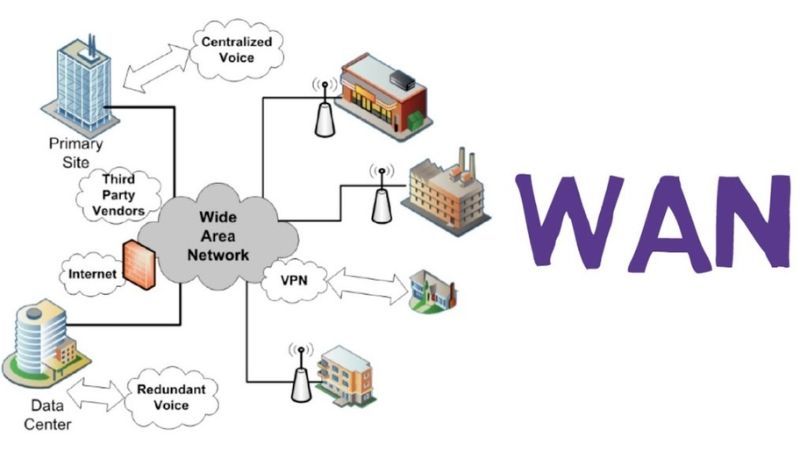 Centralized
Voice
Primary
Site
Third
Party
Vendors
Wide
Area
Network
WAN
Internet
VPN
Data
Center
Redundant
Voice